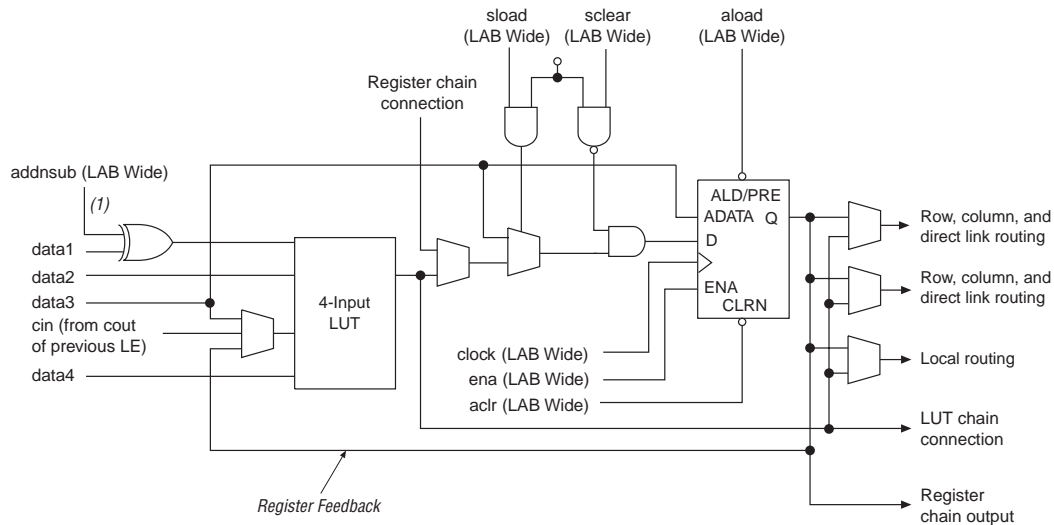 sload
(LAB Wide)
sclear
(LAB Wide)
aload
(LAB Wide)
Register chain
connection
addnsub (LAB Wide)
(1)
data1
data2
data3
cin (from cout
of previous LE)
data4
4-Input
LUT
ALD/PRE
ADATA
Q
D
ENA
CLRN
clock (LAB Wide)
ena (LAB Wide)
aclr (LAB Wide)
Row, column, and
direct link routing
Row, column, and
direct link routing
Local routing
LUT chain
connection
Register
chain output
Register Feedback